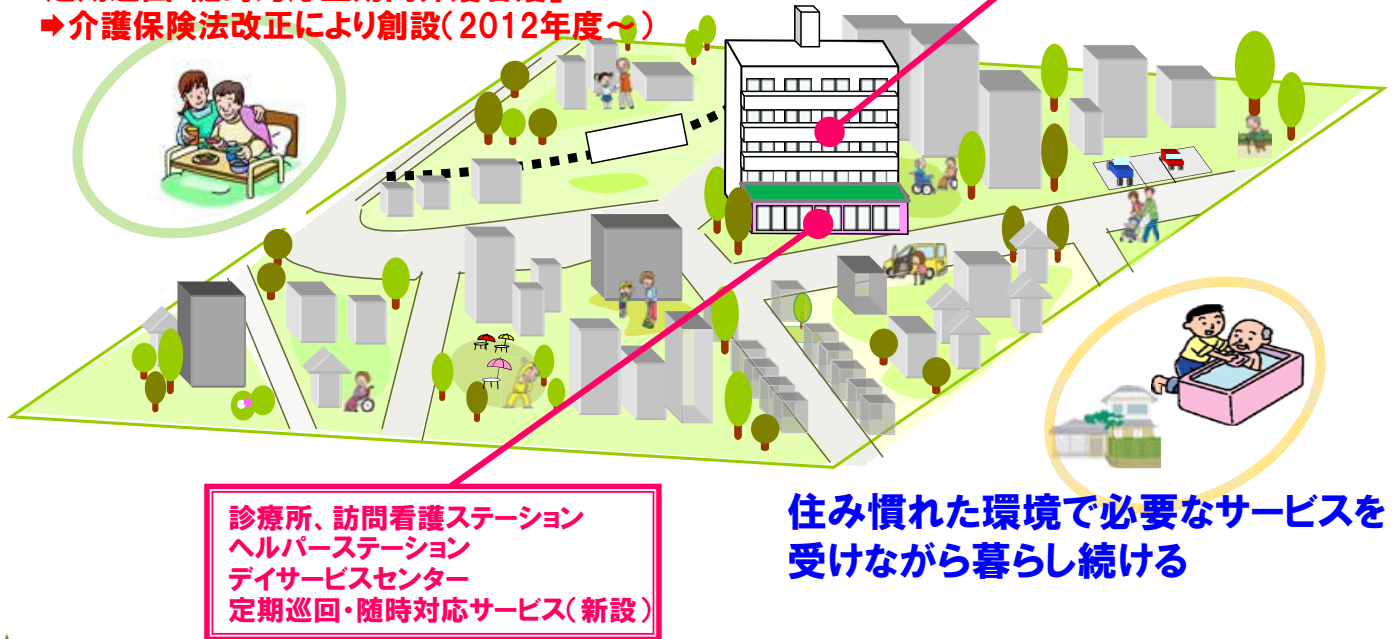 ➡介護保険法改正により創設(2012年度~)
診療所、訪問看護ステーション
ヘルパーステーション
デイサービスセンター
定期巡回・随時対応サービス(新設)
住み慣れた環境で必要なサービスを
受けながら暮らし続ける